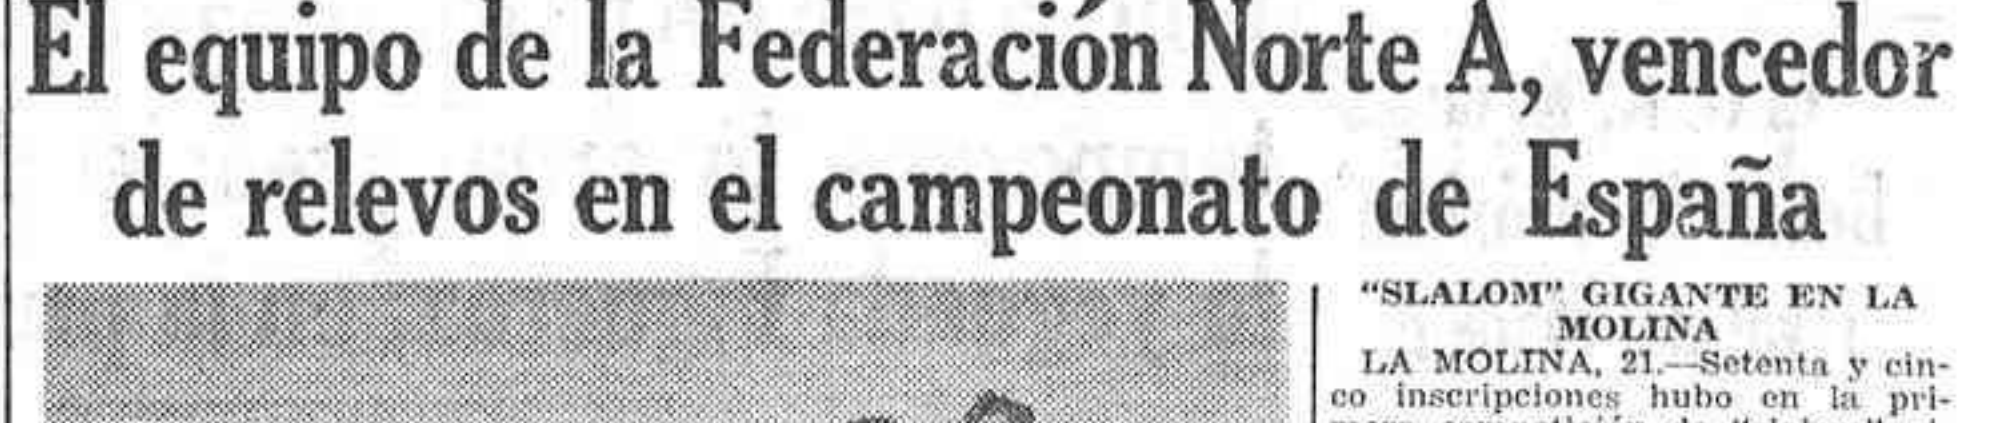 El equipo de la Federación Norte A, vencedor
de relevos en el campeonato de España
"SLALOM" GIGANTE EN LA
MOLINA
LA MOLINA, 21.—Setenta y cin-
co inscripciones hubo en la pri-